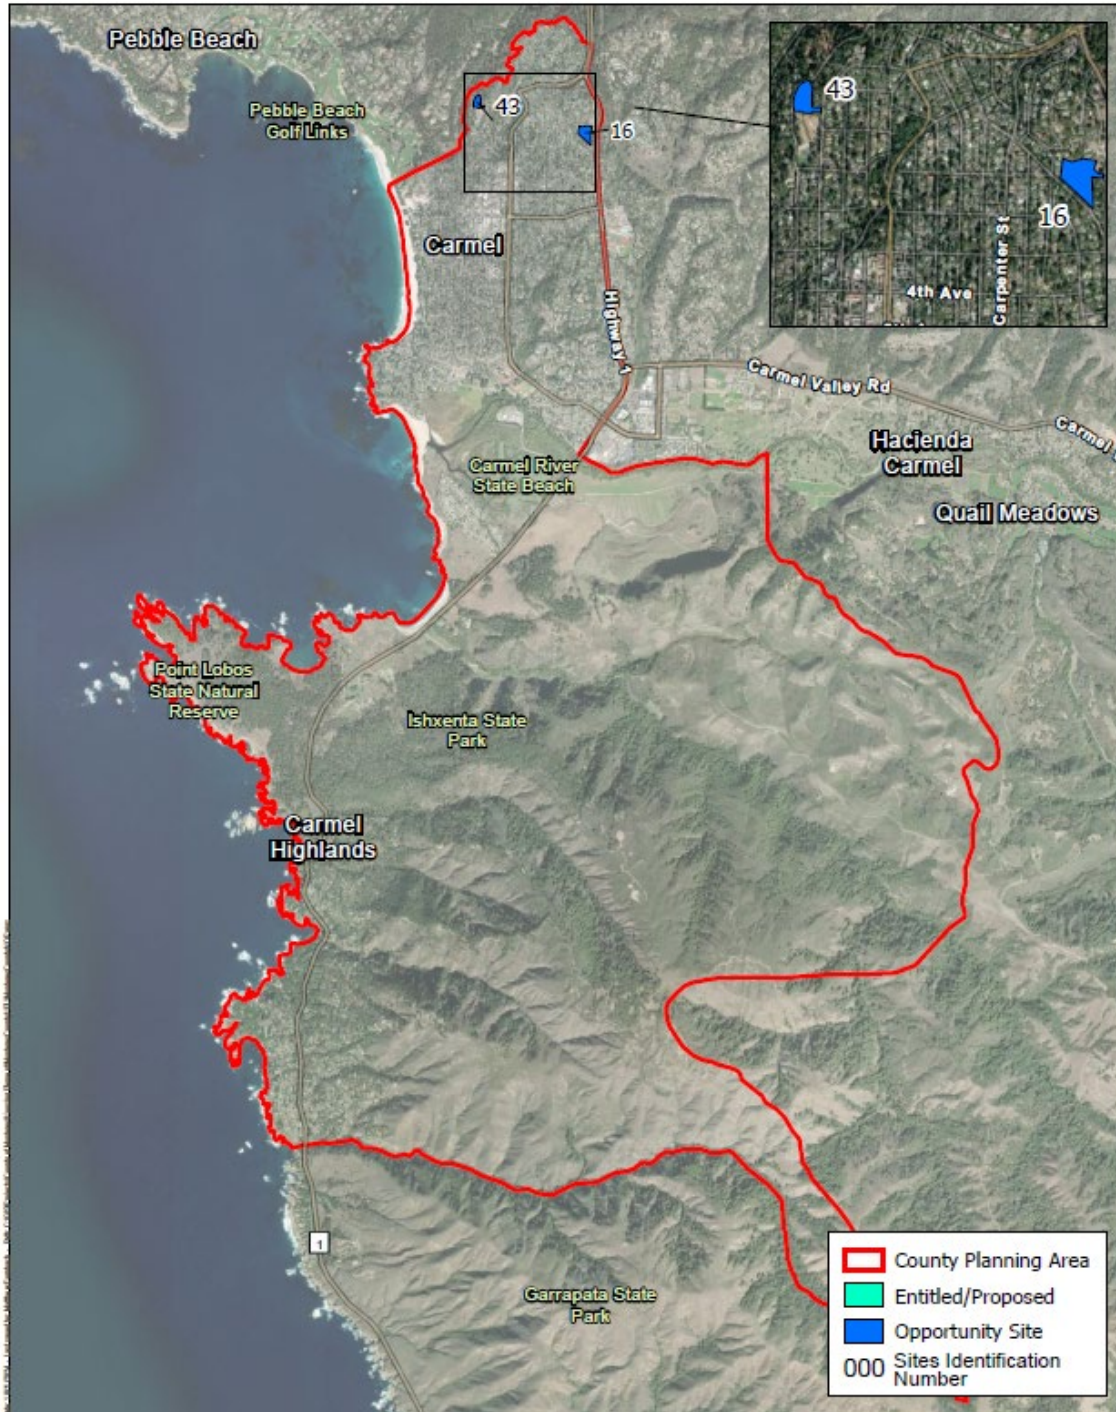 Pebble Beach
Pebble Beach
Golf Links
43
16
43
16
4th Ave
Carpenter St
Carmel
Highway 1
Carmel Valley Rd
Carmel
Hacienda
Carmel
Quail Meadows
Carmel River
State Beach
Point Lobos
State Natural
Reserve
Ishxenta State
Park
Carmel
Highlands
1
Garrapata State
Park
County Planning Area
Entitled/Proposed
Opportunity Site
000 Sites Identification
Number